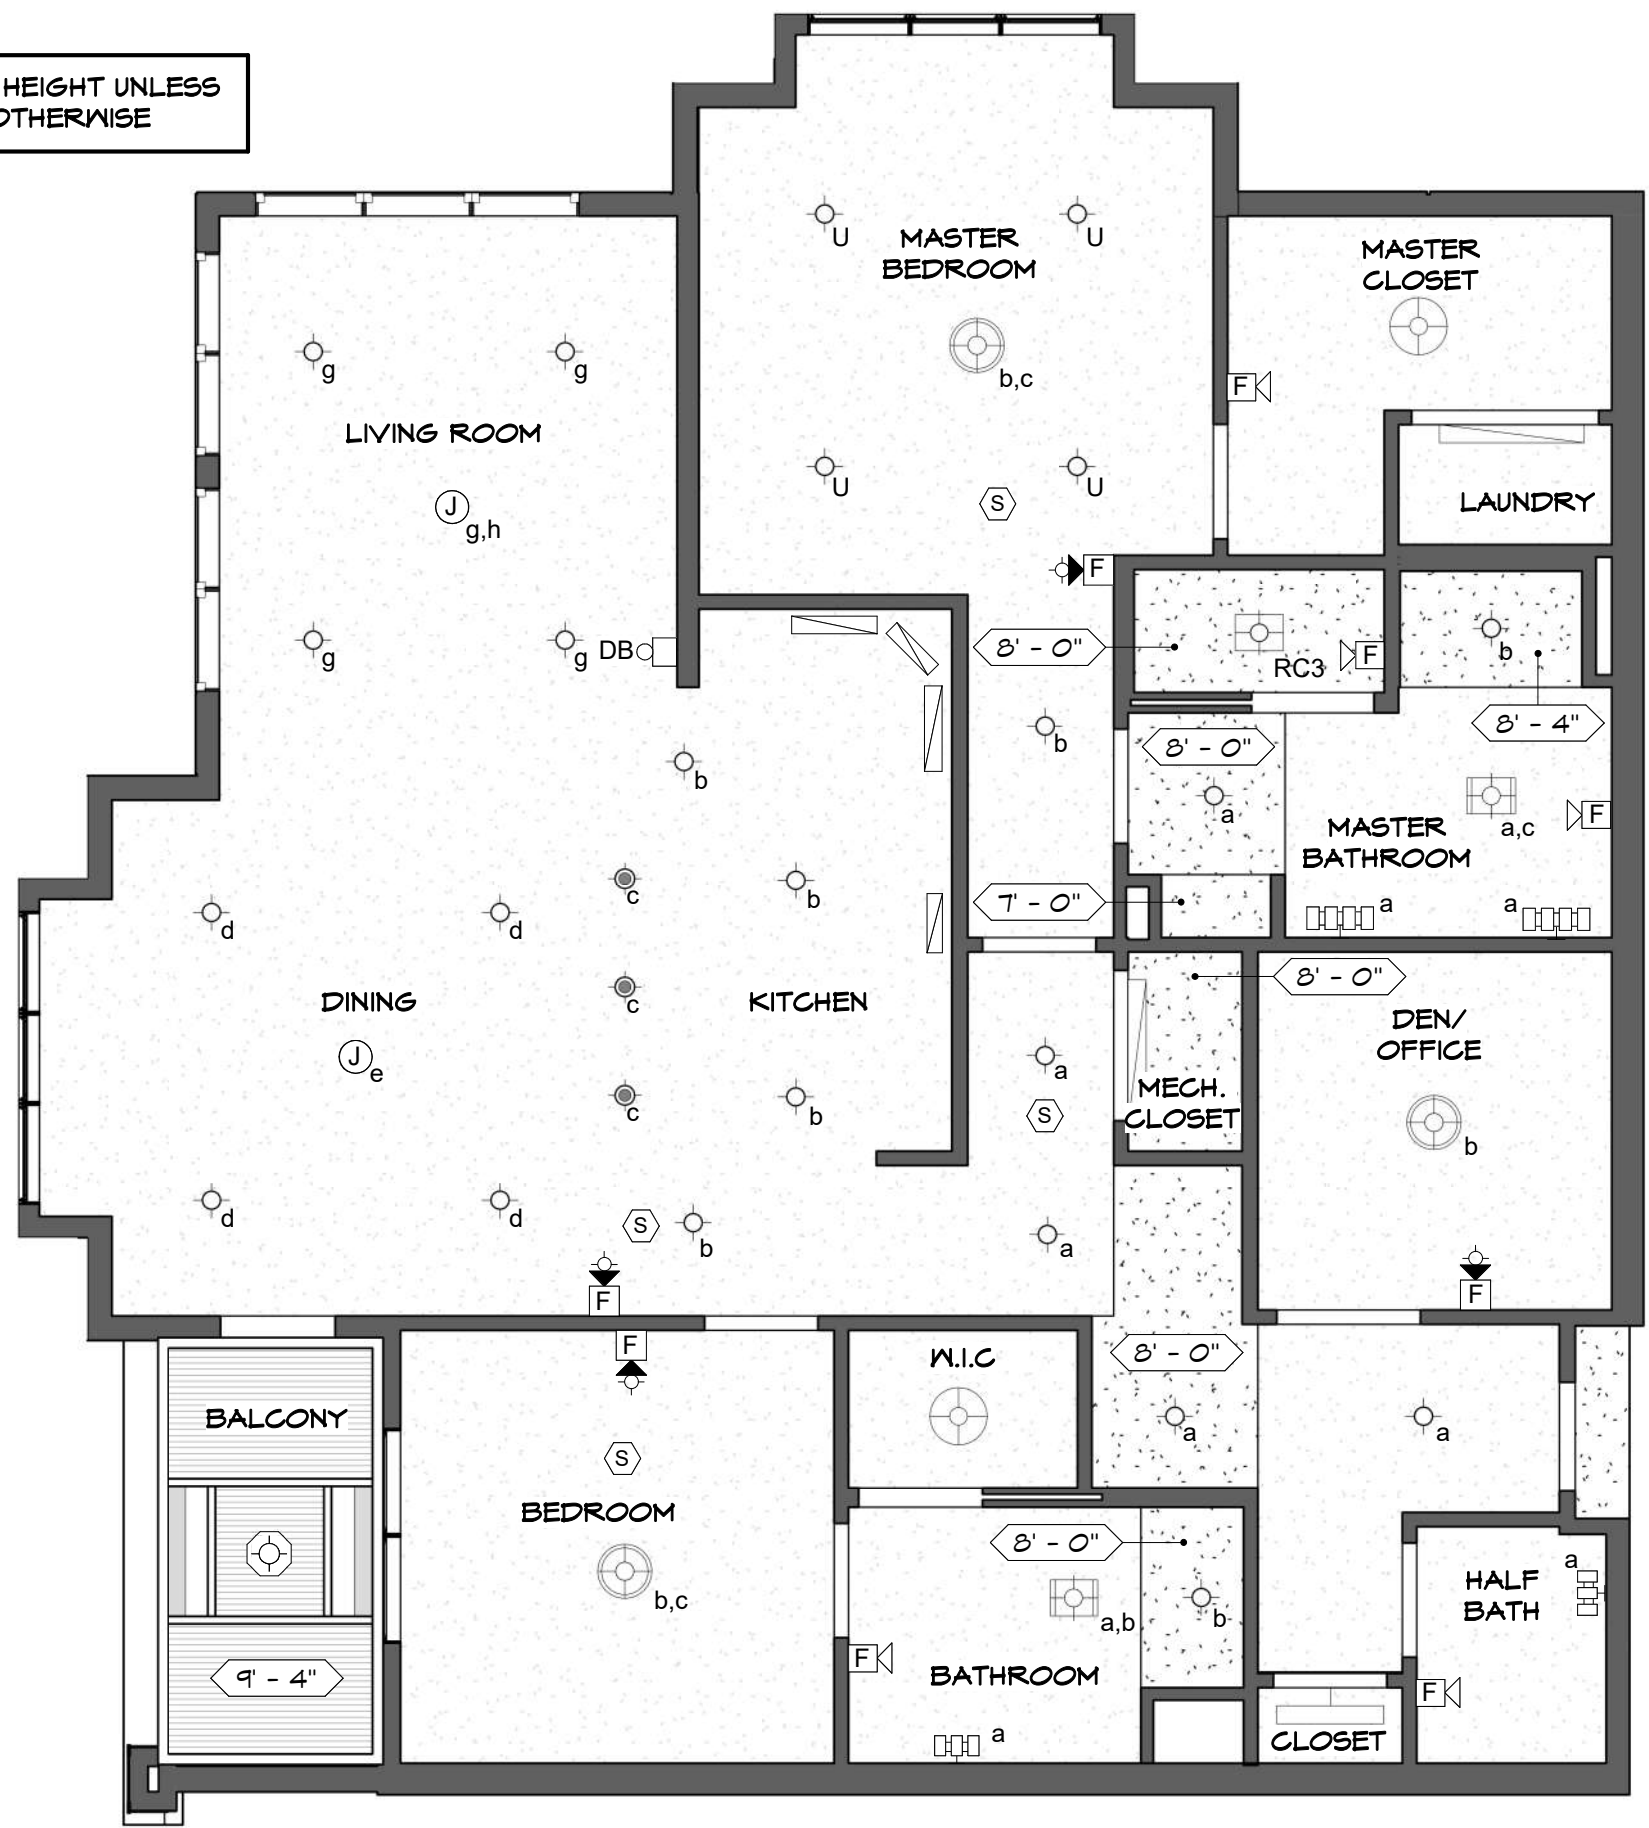 HEIGHT UNLESS
OTHERWISE
U
U
MASTER
BEDROOM
MASTER
CLOSET
b,c
F
g
g
LIVING ROOM
U
U
S
LAUNDRY
J
g,h
F
g
g
DB
8' - 0"
RC3
F
b
8' - 4"
b
8' - 0"
b
a
MASTER
BATHROOM
a,c
F
c
b
d
d
7' - 0"
a
a
DINING
c
KITCHEN
8' - 0"
DEN/
OFFICE
J
e
a
MECH.
CLOSET
c
b
S
b
d
d
S
b
a
F
F
F
W.I.C
8' - 0"
BALCONY
a
a
S
BEDROOM
8' - 0"
b,c
a,b
b
a
HALF
BATH
9' - 4"
F
BATHROOM
F
a
CLOSET